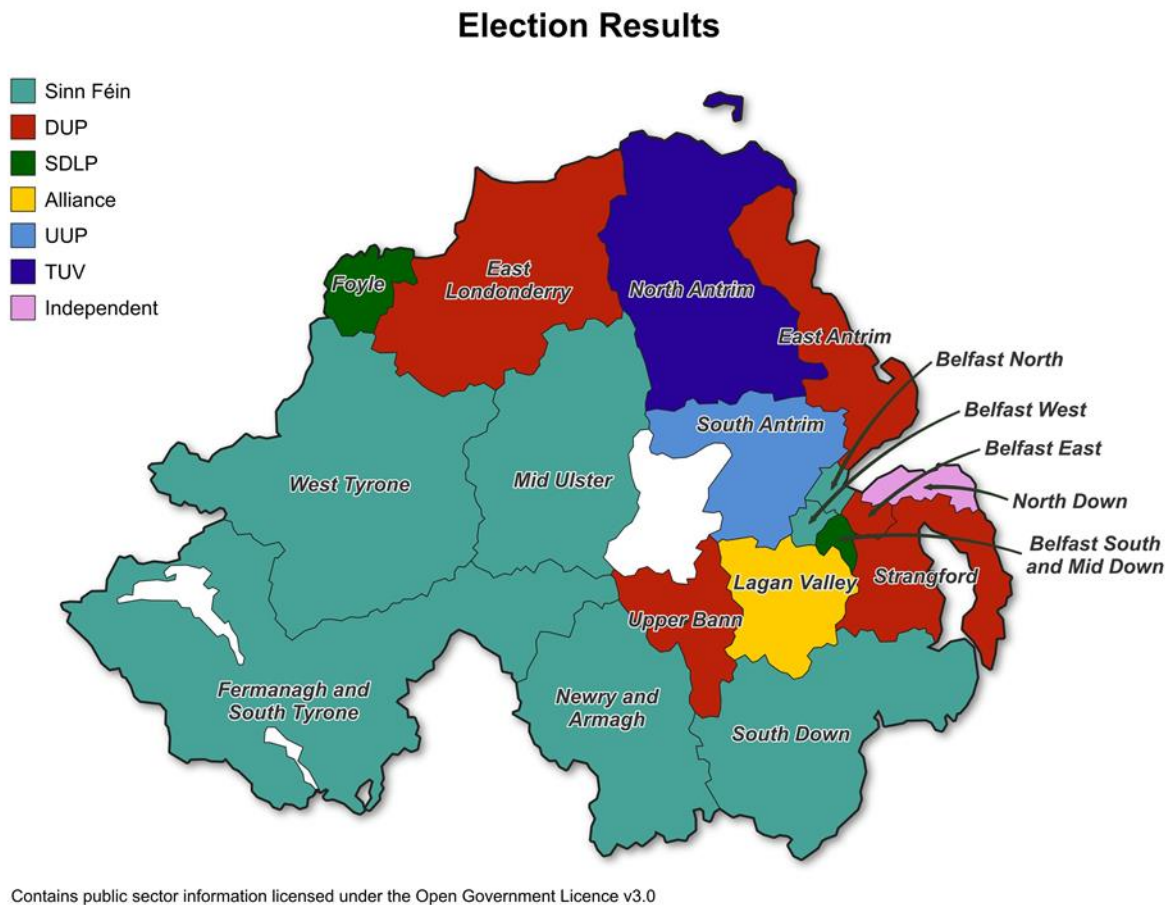 Election Results
Sinn Féin
DUP
SDLP
Alliance
UUP
TUV
Independent
Foyle
East
Londonderry
North Antrim
East Antrim
Belfast North
Belfast West
South Antrim
Belfast East
West Tyrone
Mid Ulster
North Down
Belfast South
and Mid Down
Lagan Valley
Strangford
Upper Bann
Fermanagh and
South Tyrone
Newry and
Armagh
South Down
Contains public sector information licensed under the Open Government Licence v3.0